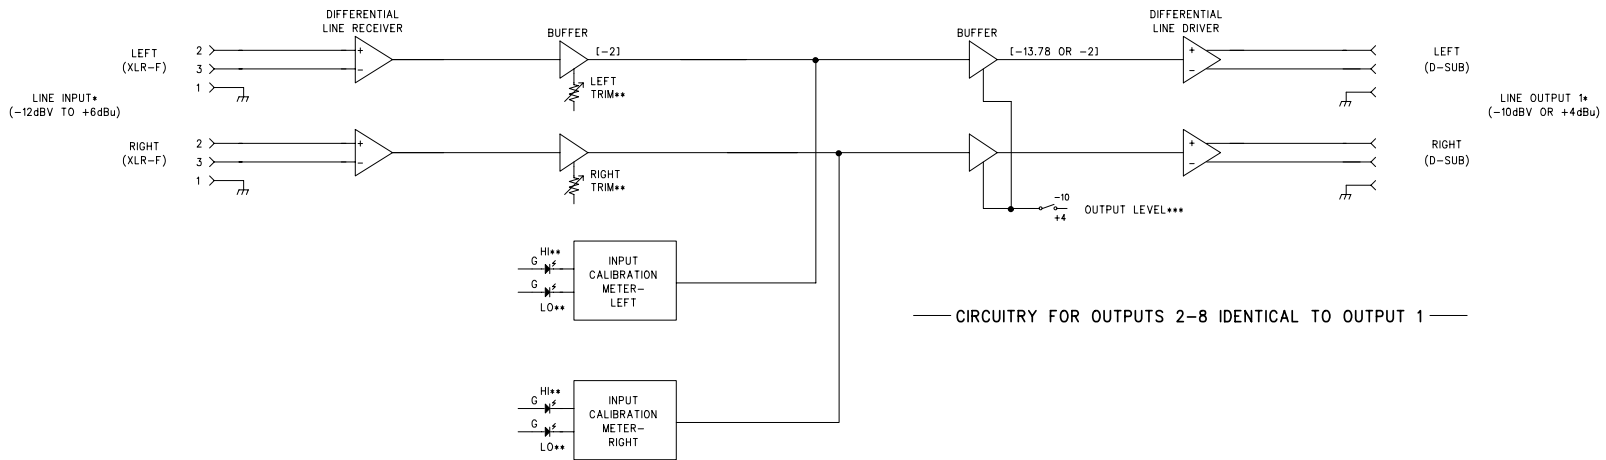 DIFFERENTIAL
LINE RECEIVER
BUFFER
BUFFER
DIFFERENTIAL
LINE DRIVER
LEFT
(XLR-F)
2
3
1
+
-
[-2]
LEFT
TRIM**
[-13.78 OR -2]
+
-
LEFT
(D-SUB)
LINE INPUT*
(-12dBV TO +6dBu)
LINE OUTPUT 1*
(-10dBV OR +4dBu)
RIGHT
(XLR-F)
2
3
1
+
-
RIGHT
TRIM**
+
-
RIGHT
(D-SUB)
-10
+4
OUTPUT LEVEL***
HI**
G
G
LO**
INPUT
CALIBRATION
METER-
LEFT
CIRCUITRY FOR OUTPUTS 2-8 IDENTICAL TO OUTPUT 1
HI**
G
G
LO**
INPUT
CALIBRATION
METER-
RIGHT